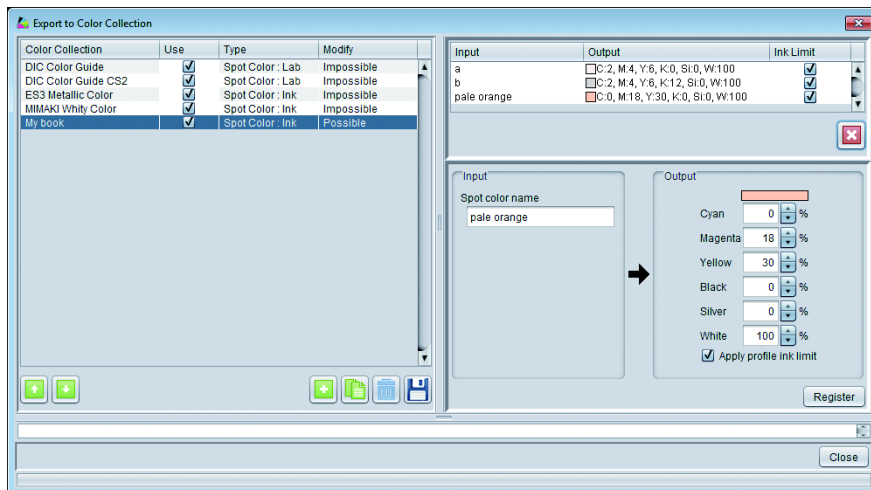 Export to Color Collection
Color Collection Use Type Modify
DIC Color Guide Spot Color : Lab Impossible
DIC Color Guide CS2 Spot Color : Lab Impossible
ES3 Metallic Color Spot Color : Ink Impossible
MIMAKI Whity Color Spot Color : Ink Impossible
My book Spot Color : Ink Possible
Input Output Ink Limit
a C:2, M:4, Y:6, K:0, Si:0, W:100
b C:2, M:4, Y:6, K:12, Si:0, W:100
pale orange C:0, M:18, Y:30, K:0, Si:0, W:100
Input
Spot color name
pale orange
Output
Cyan 0 %
Magenta 18 %
Yellow 30 %
Black 0 %
Silver 0 %
White 100 %
Apply profile ink limit
Register
Close